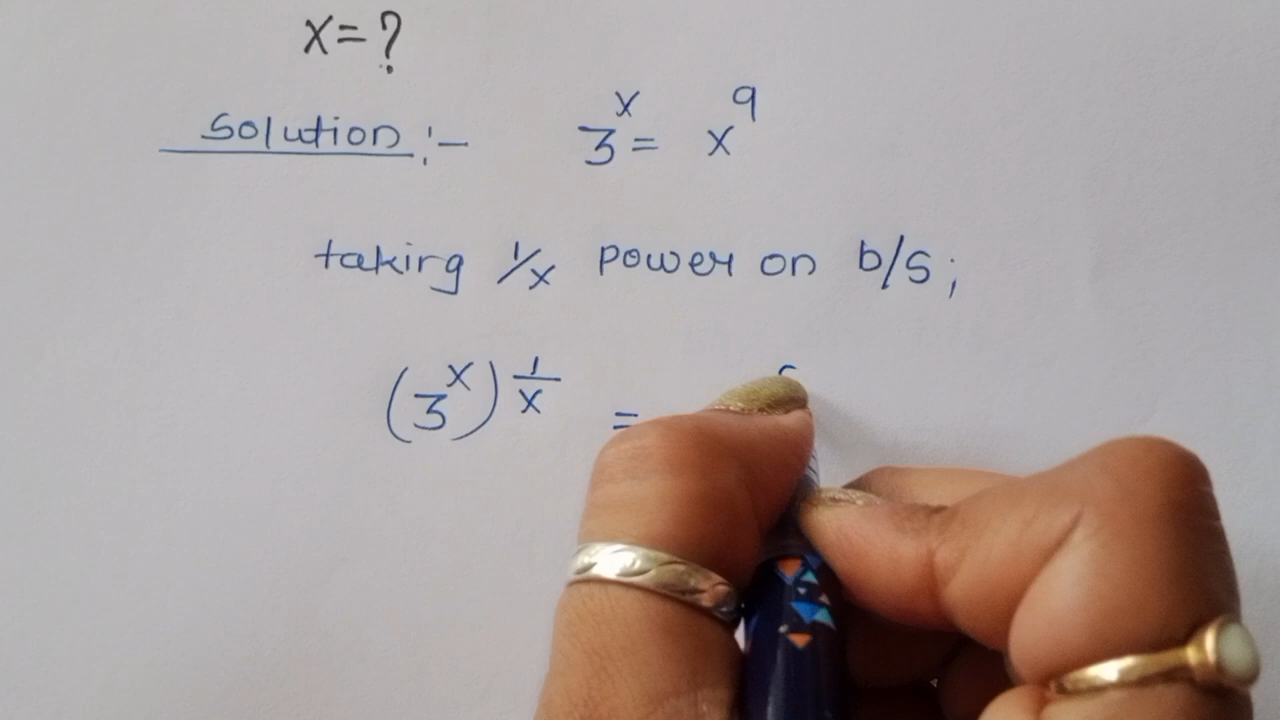 x=?
Solution :- 3^x = x^9
taking 1/x power on b/s;
(3^x)^(1/x) =